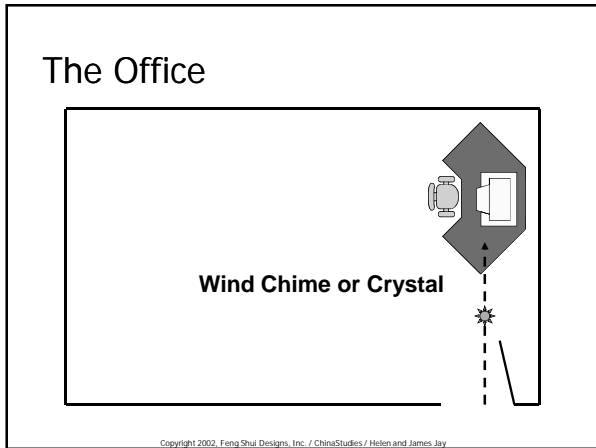 The Office
Wind Chime or Crystal
Copyright 2002, Feng Shui Designs, Inc. / ChinaStudies / Helen and James Jay